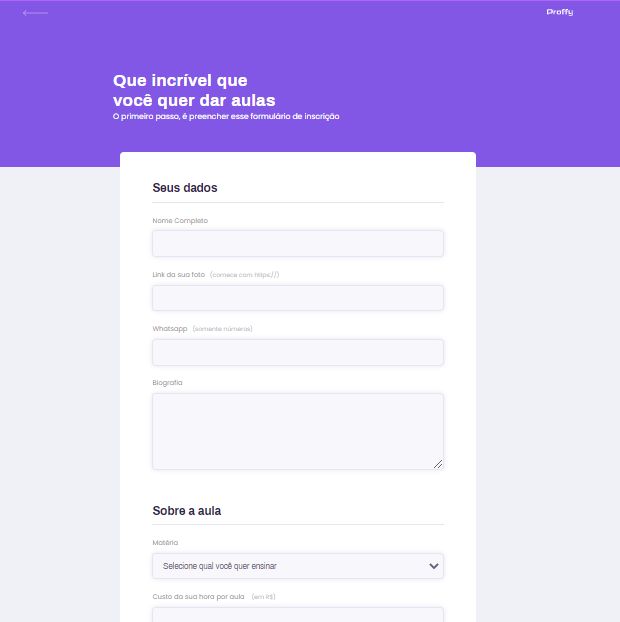 Proffy
Que incrível que
você quer dar aulas
O primeiro passo, é preencher esse formulário de inscrição
Seus dados
Nome Completo
Link da sua foto (comece com https://)
Whatsapp (somente números)
Biografia
Sobre a aula
Matéria
Selecione qual você quer ensinar
Custo da sua hora por aula (em R$)